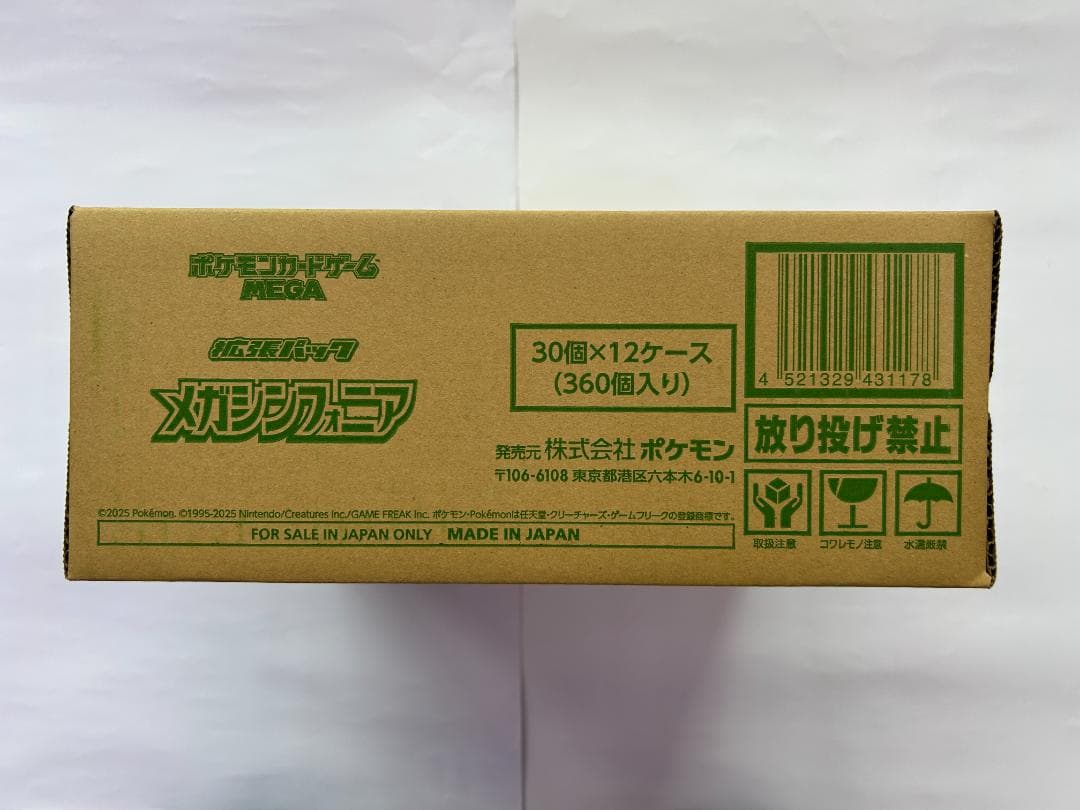 ポケモンカードゲーム
MEGA
拡張パック
メガシンフォニア
30個×12ケース
(360個入り)
発売元 株式会社 ポケモン
〒106-6108 東京都港区六本木6-10-1
©2025 Pokémon. ©1995-2025 Nintendo/Creatures Inc./GAME FREAK Inc. ポケモン・Pokémonは任天堂・クリーチャーズ・ゲームフリークの登録商標です。
FOR SALE IN JAPAN ONLY MADE IN JAPAN
4 521329 431178
放り投げ禁止
取扱注意
コワレモノ注意
水濡厳禁